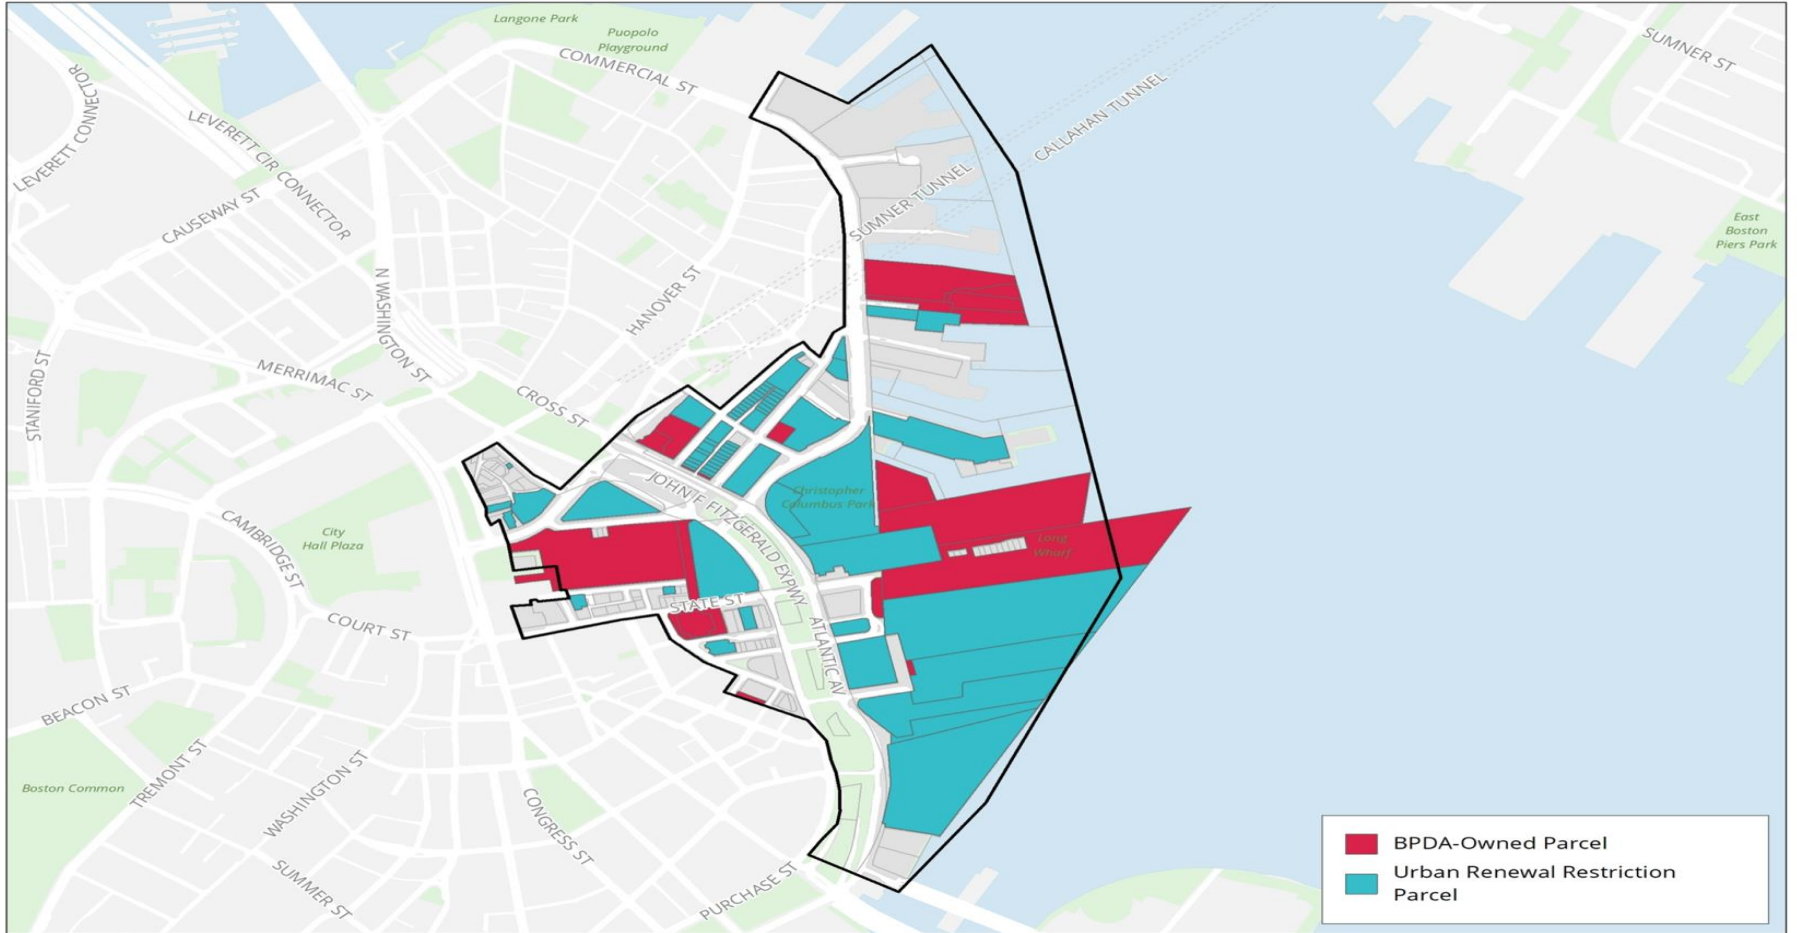 Langone Park
Puopolo
Playground
COMMERCIAL ST
SUMNER ST
LEVERETT CONNECTOR
LEVERETT CIR CONNECTOR
CALLAHAN TUNNEL
SUMNER TUNNEL
CAUSEWAY ST
East
Boston
Piers Park
N WASHINGTON ST
HANOVER ST
STANIFORD ST
MERRIMAC ST
CROSS ST
JOHN F FITZGERALD EXPWY
Christopher
Columbus Park
CAMBRIDGE ST
City
Hall Plaza
Long
Wharf
STATE ST
COURT ST
ATLANTIC AV
BEACON ST
TREMONT ST
WASHINGTON ST
Boston Common
CONGRESS ST
SUMMER ST
PURCHASE ST
BPDA-Owned Parcel
Urban Renewal Restriction
Parcel